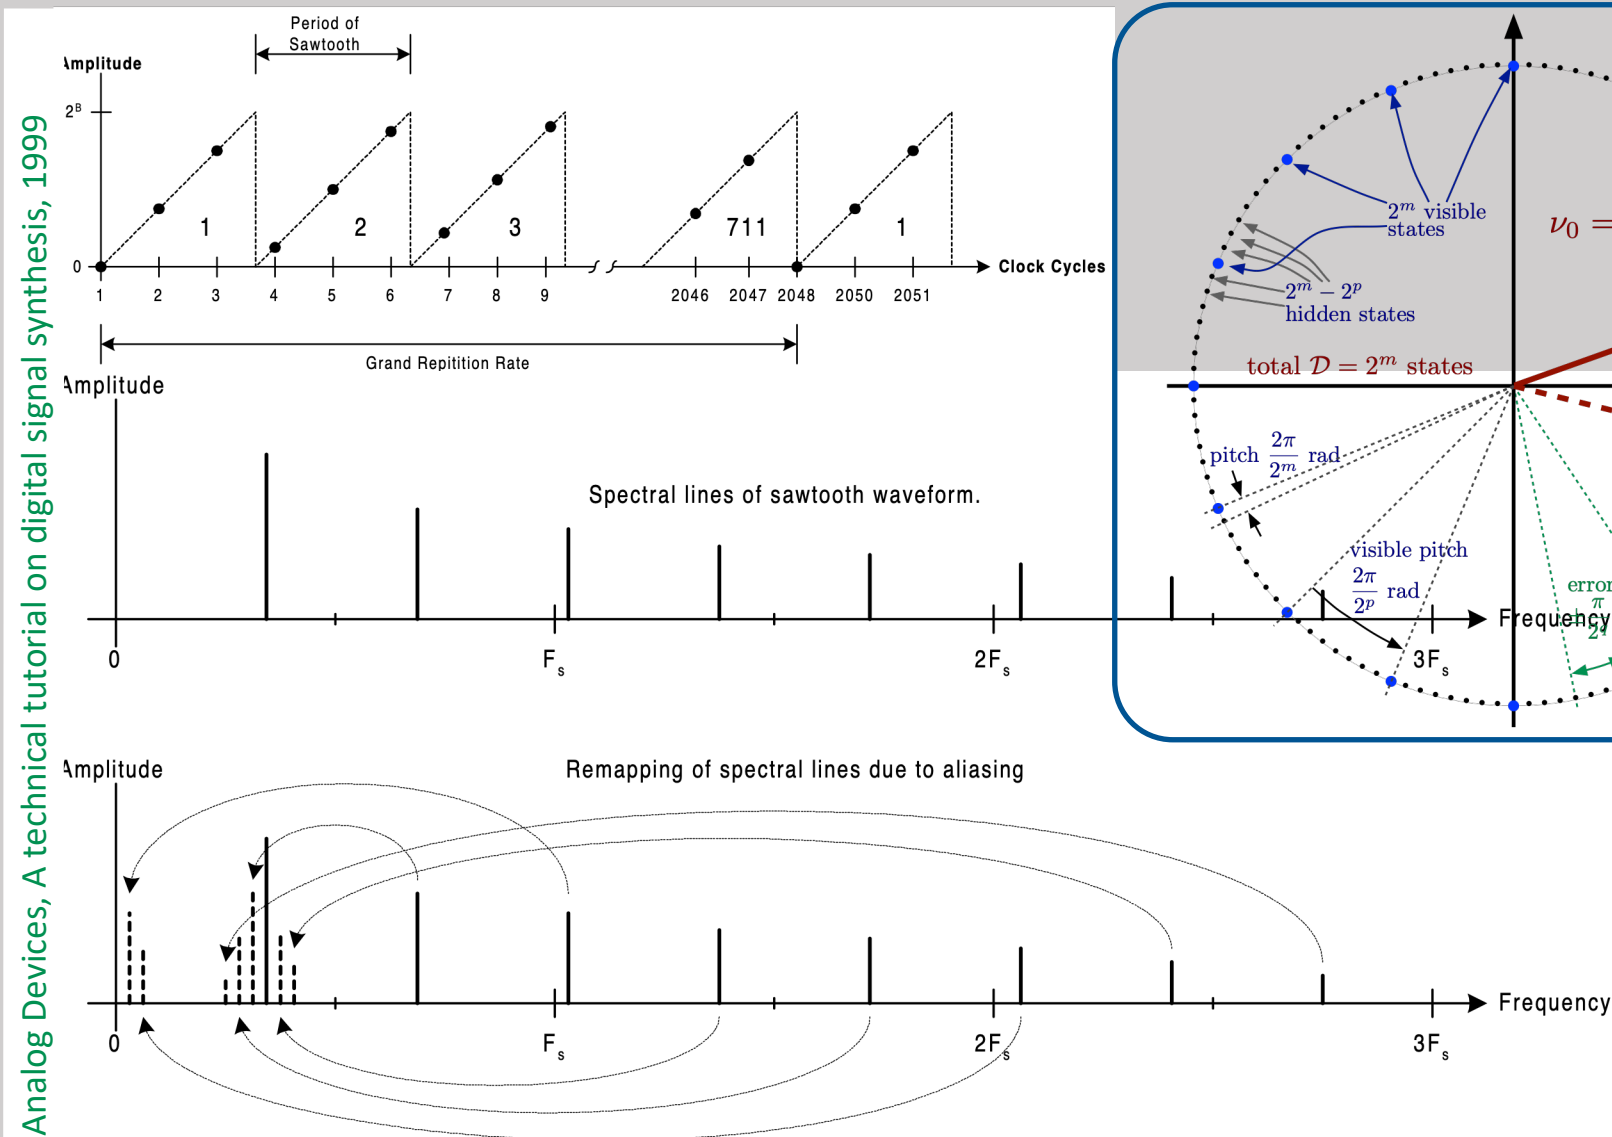 Analog Devices, A technical tutorial on digital signal synthesis, 1999
Period of
Sawtooth
Amplitude
2^B
0
1
2
3
711
1
Clock Cycles
1 2 3 4 5 6 7 8 9 2046 2047 2048 2050 2051
Grand Repitition Rate
Amplitude
Spectral lines of sawtooth waveform.
0 F_s 2F_s 3F_s
Frequency
Amplitude
Remapping of spectral lines due to aliasing
0 F_s 2F_s 3F_s
Frequency
2^m visible
states
ν_0 =
2^m − 2^p
hidden states
total 𝒟 = 2^m states
pitch 2π/2^m rad
visible pitch
2π/2^p rad
error